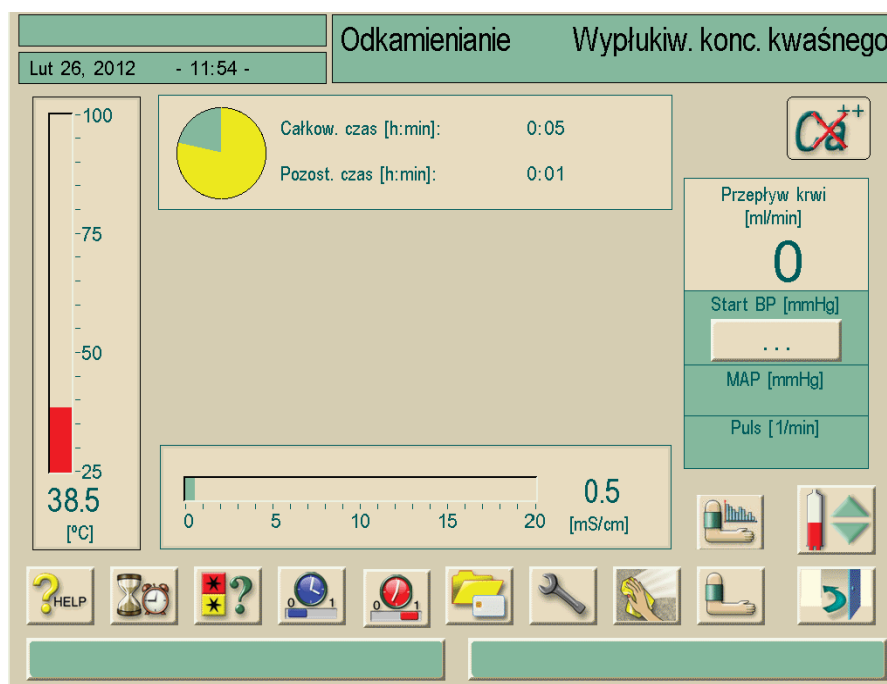 Odkamienianie Wypłukiw. konc. kwaśnego
Lut 26, 2012 - 11:54 -
100
75
50
25
38.5
[ºC]
Całkow. czas [h:min]: 0:05
Pozost. czas [h:min]: 0:01
Ca++
Przepływ krwi
[ml/min]
0
Start BP [mmHg]
...
MAP [mmHg]
Puls [1/min]
0 5 10 15 20
0.5
[mS/cm]
? HELP
* * ?
0 1
0 1